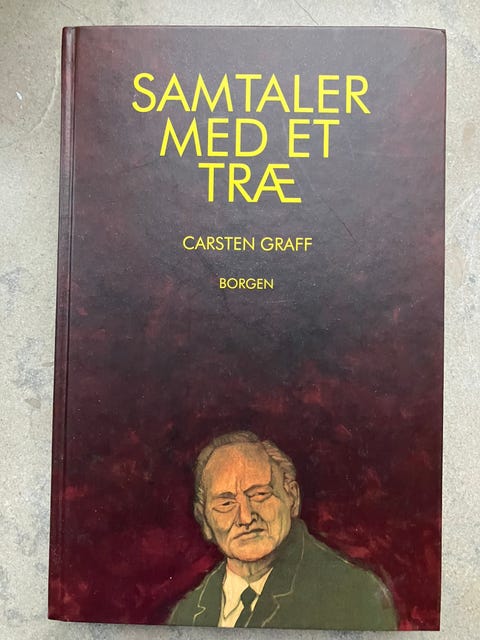 SAMTALER
MED ET
TRÆ
CARSTEN GRAFF
BORGEN